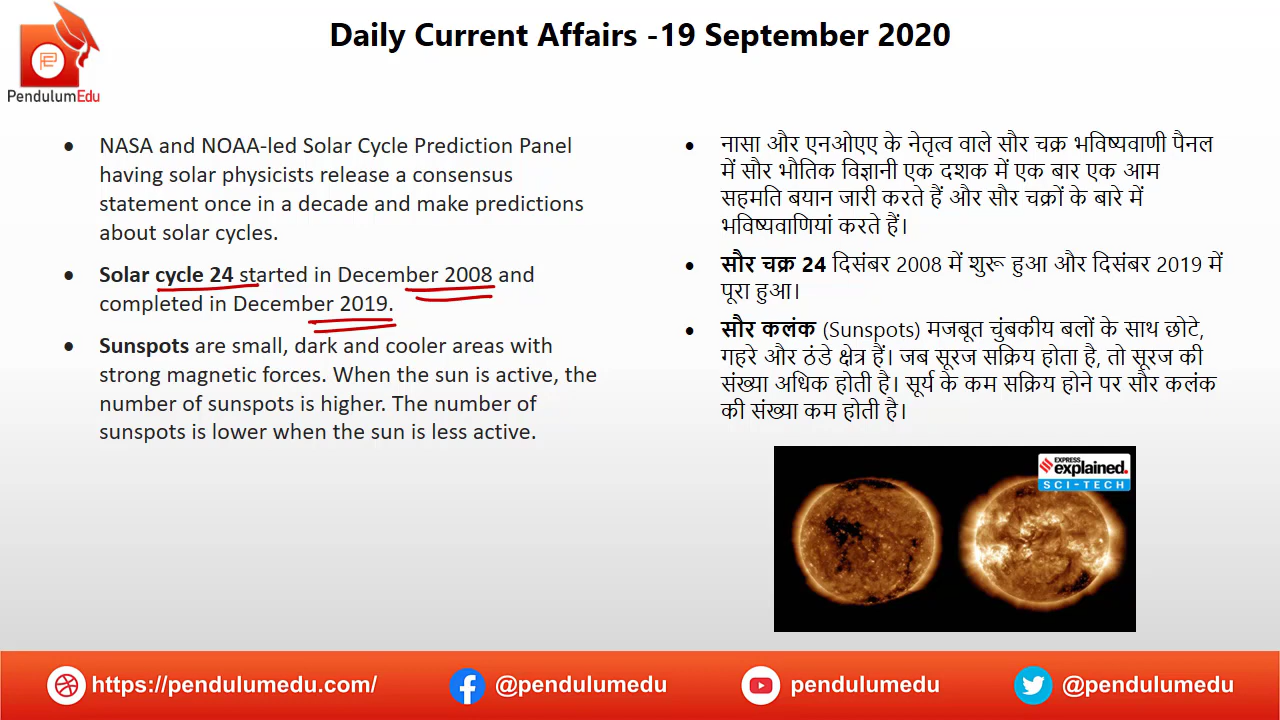 Daily Current Affairs -19 September 2020
PendulumEdu
● NASA and NOAA-led Solar Cycle Prediction Panel
having solar physicists release a consensus
statement once in a decade and make predictions
about solar cycles.
● Solar cycle 24 started in December 2008 and
completed in December 2019.
● Sunspots are small, dark and cooler areas with
strong magnetic forces. When the sun is active, the
number of sunspots is higher. The number of
sunspots is lower when the sun is less active.
● नासा और एनओएए के नेतृत्व वाले सौर चक्र भविष्यवाणी पैनल
में सौर भौतिक विज्ञानी एक दशक में एक बार एक आम
सहमति बयान जारी करते हैं और सौर चक्रों के बारे में
भविष्यवाणियां करते हैं।
● सौर चक्र 24 दिसंबर 2008 में शुरू हुआ और दिसंबर 2019 में
पूरा हुआ।
● सौर कलंक (Sunspots) मजबूत चुंबकीय बलों के साथ छोटे,
गहरे और ठंडे क्षेत्र हैं। जब सूरज सक्रिय होता है, तो सूरज की
संख्या अधिक होती है। सूर्य के कम सक्रिय होने पर सौर कलंक
की संख्या कम होती है।
EXPRESS
explained.
SCI-TECH
https://pendulumedu.com/
@pendulumedu
pendulumedu
@pendulumedu